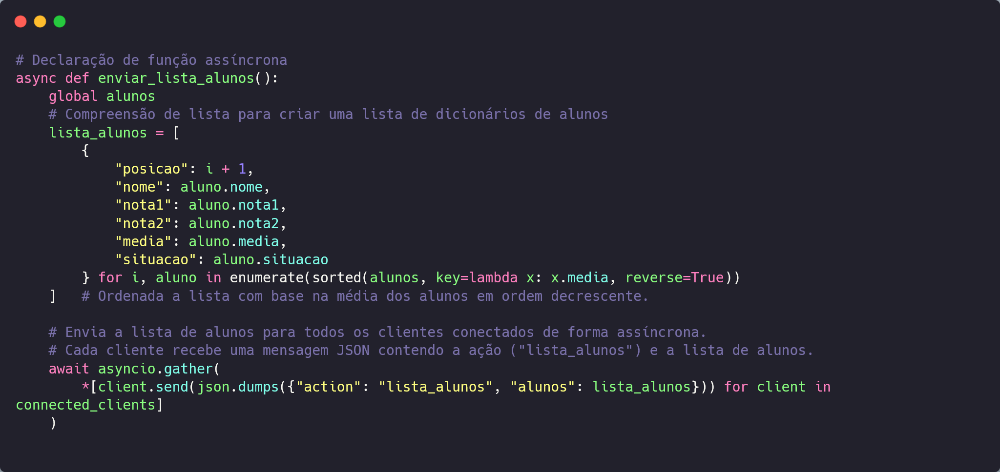 # Declaração de função assíncrona
async def enviar_lista_alunos():
    global alunos
    # Compreensão de lista para criar uma lista de dicionários de alunos
    lista_alunos = [
        {
            "posicao": i + 1,
            "nome": aluno.nome,
            "nota1": aluno.nota1,
            "nota2": aluno.nota2,
            "media": aluno.media,
            "situacao": aluno.situacao
        } for i, aluno in enumerate(sorted(alunos, key=lambda x: x.media, reverse=True))
    ]   # Ordenada a lista com base na média dos alunos em ordem decrescente.
    # Envia a lista de alunos para todos os clientes conectados de forma assíncrona.
    # Cada cliente recebe uma mensagem JSON contendo a ação ("lista_alunos") e a lista de alunos.
    await asyncio.gather(
        *[client.send(json.dumps({"action": "lista_alunos", "alunos": lista_alunos})) for client in
connected_clients]
    )